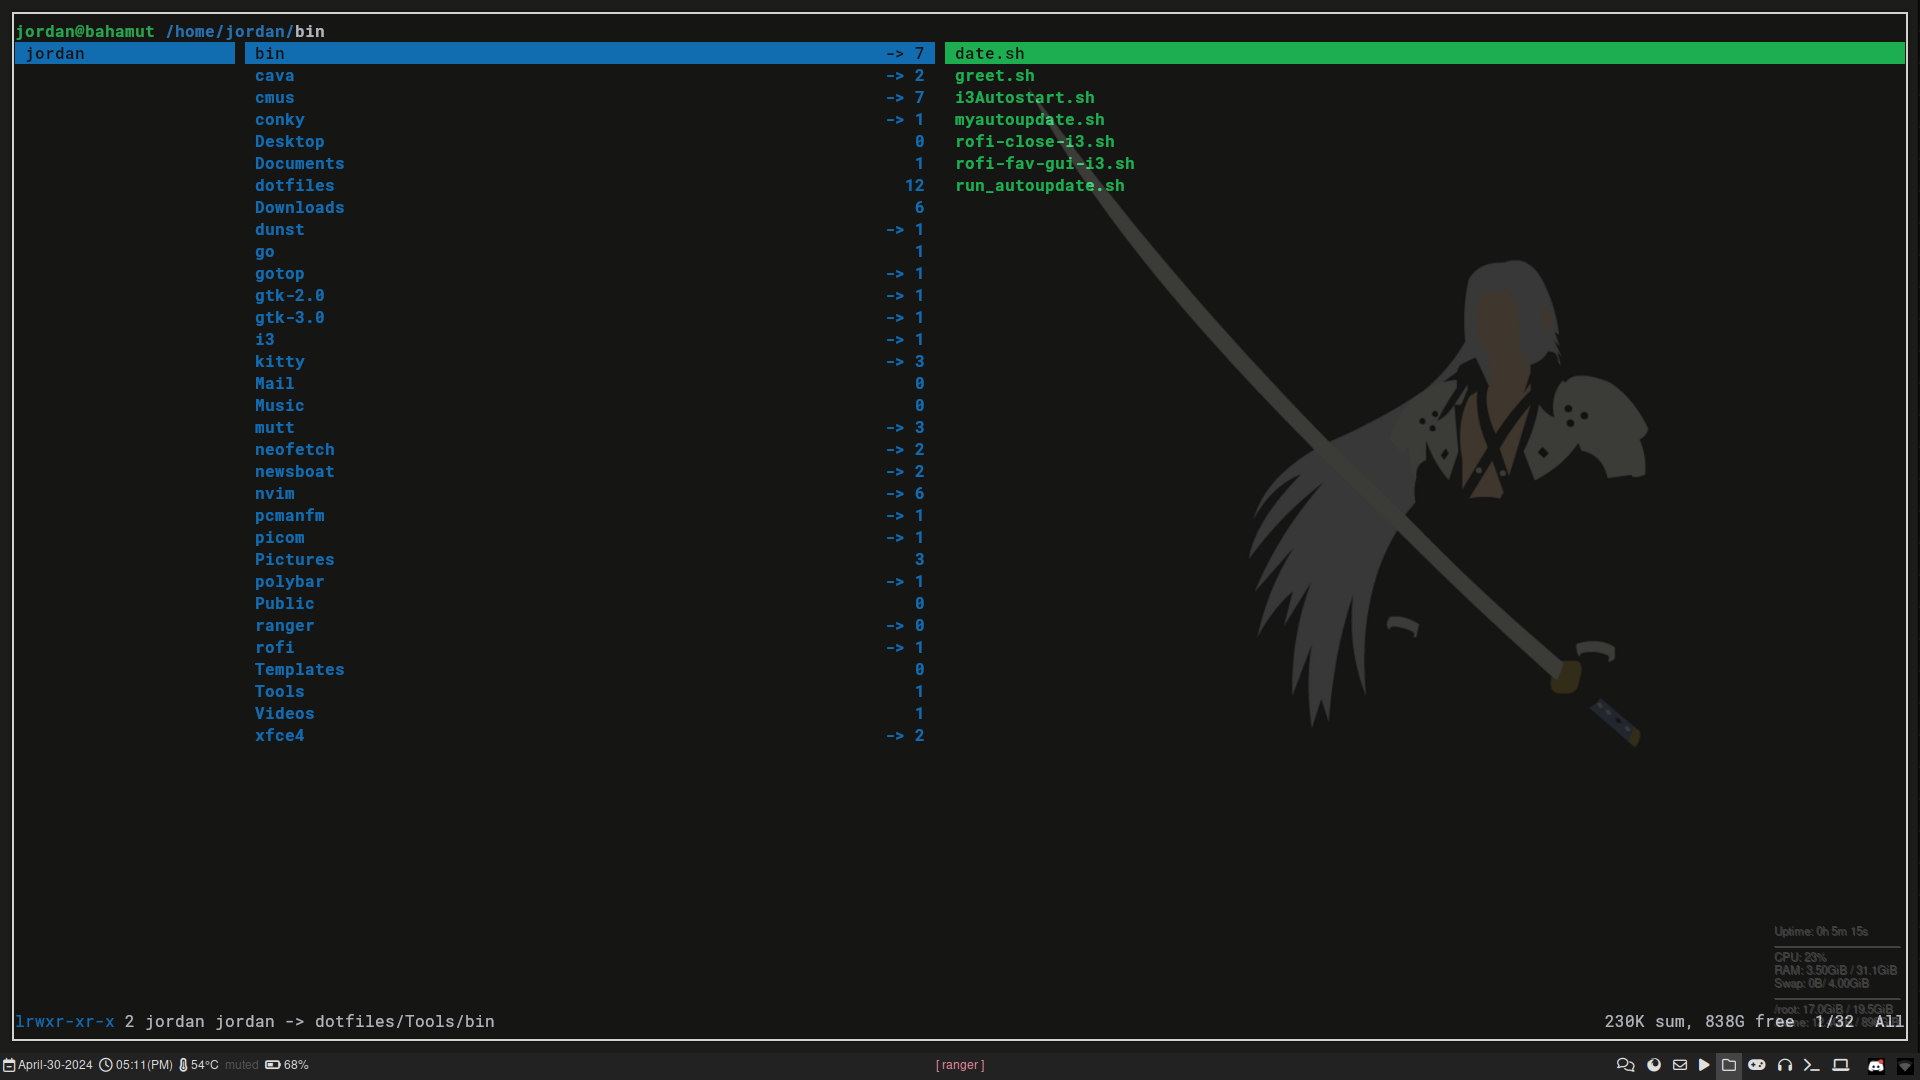 jordan@bahamut /home/jordan/bin
jordan
bin -> 7
cava -> 2
cmus -> 7
conky -> 1
Desktop 0
Documents 1
dotfiles 12
Downloads 6
dunst -> 1
go 1
gotop -> 1
gtk-2.0 -> 1
gtk-3.0 -> 1
i3 -> 1
kitty -> 3
Mail 0
Music 0
mutt -> 3
neofetch -> 2
newsboat -> 2
nvim -> 6
pcmanfm -> 1
picom -> 1
Pictures 3
polybar -> 1
Public 0
ranger -> 0
rofi -> 1
Templates 0
Tools 1
Videos 1
xfce4 -> 2
date.sh
greet.sh
i3Autostart.sh
myautoupdate.sh
rofi-close-i3.sh
rofi-fav-gui-i3.sh
run_autoupdate.sh
Uptime: 0h 5m 15s
CPU: 23%
RAM: 3.50GiB / 31.1GiB
Swap: 0B/ 4.00GiB
/root: 17.0GiB / 19.5GiB
lrwxr-xr-x 2 jordan jordan -> dotfiles/Tools/bin
230K sum, 838G free 1/32 All
April-30-2024 05:11(PM) 54°C muted 68%
[ ranger ]